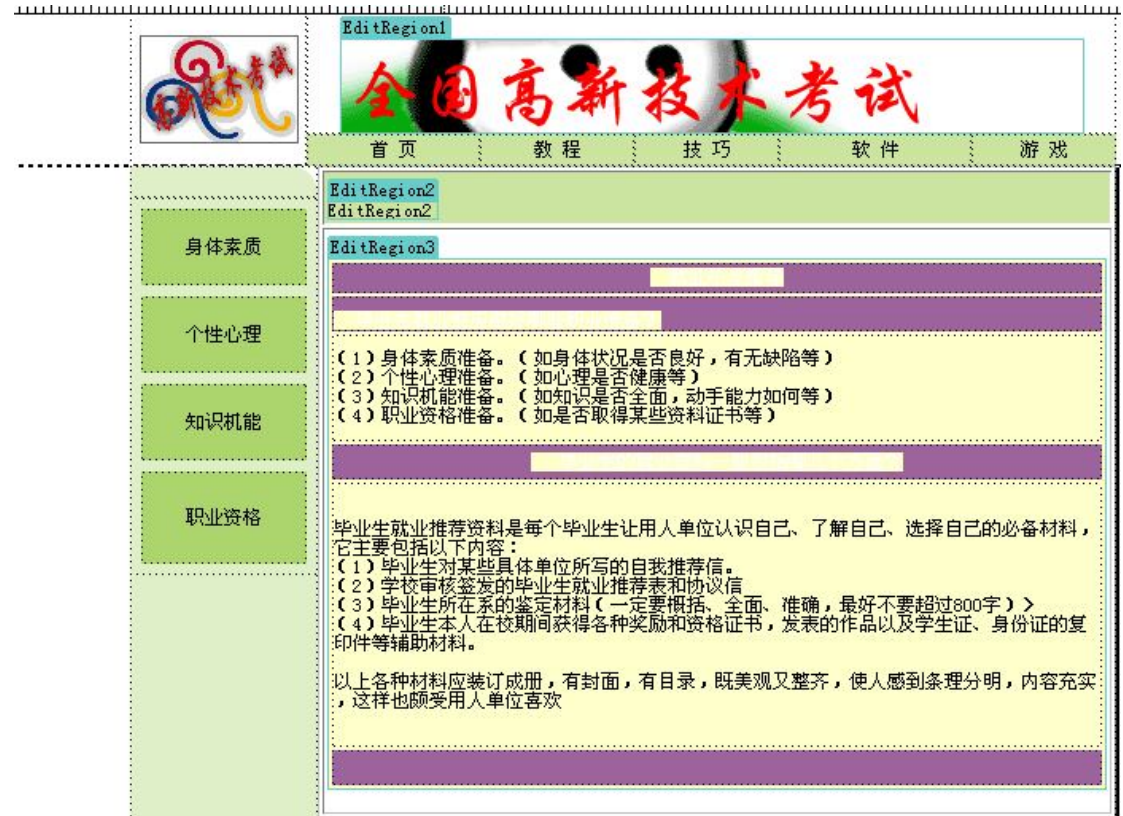 EditRegion1
高新技术考试
全国高新技术考试
首 页 教 程 技 巧 软 件 游 戏
EditRegion2
EditRegion2
身体素质
个性心理
知识机能
职业资格
EditRegion3
（1）身体素质准备。（如身体状况是否良好，有无缺陷等）
（2）个性心理准备。（如心理是否健康等）
（3）知识机能准备。（如知识是否全面，动手能力如何等）
（4）职业资格准备。（如是否取得某些资料证书等）
毕业生就业推荐资料是每个毕业生让用人单位认识自己、了解自己、选择自己的必备材料，
它主要包括以下内容：
（1）毕业生对某些具体单位所写的自我推荐信。
（2）学校审核签发的毕业生就业推荐表和协议信
（3）毕业生所在系的鉴定材料（一定要概括、全面、准确，最好不要超过800字）>
（4）毕业生本人在校期间获得各种奖励和资格证书，发表的作品以及学生证、身份证的复
印件等辅助材料。
以上各种材料应装订成册，有封面，有目录，既美观又整齐，使人感到条理分明，内容充实
，这样也颇受用人单位喜欢